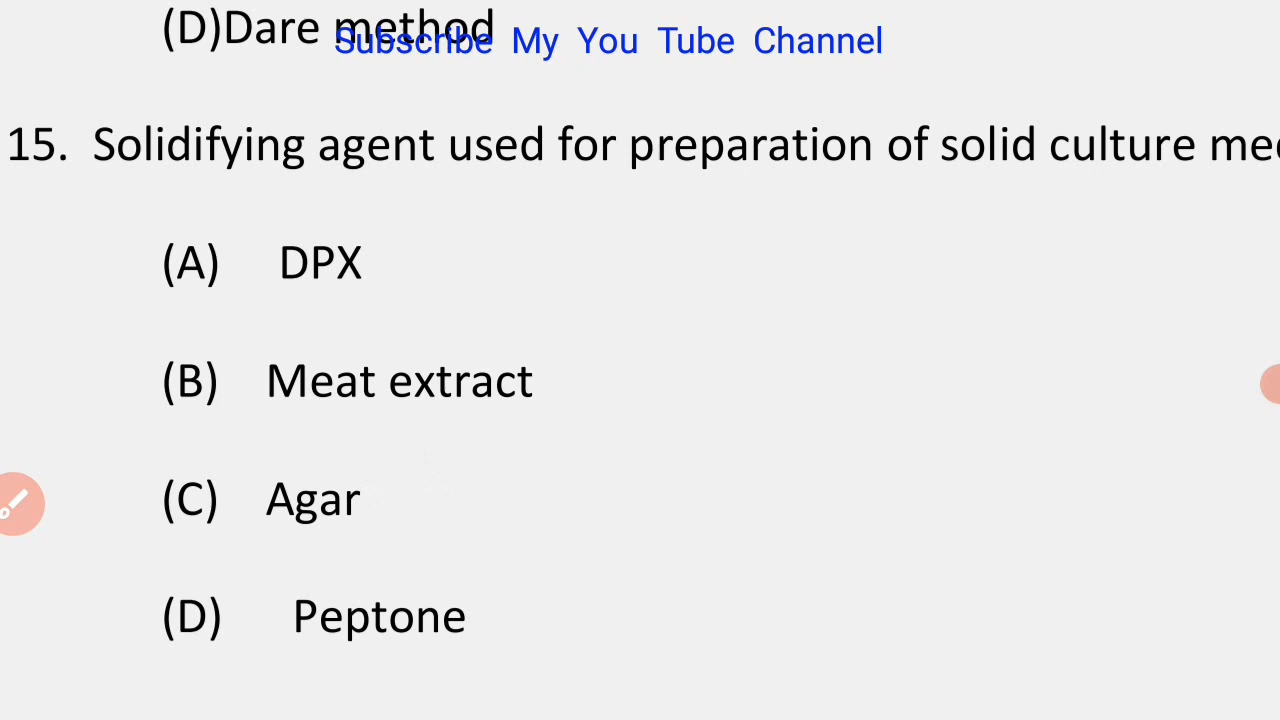 (D)Dare method
Subscribe My You Tube Channel
15. Solidifying agent used for preparation of solid culture
(A) DPX
(B) Meat extract
(C) Agar
(D) Peptone